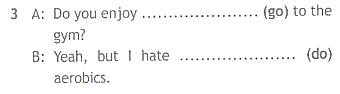 3 A: Do you enjoy ...................... (go) to the
gym?
B: Yeah, but I hate ...................... (do)
aerobics.